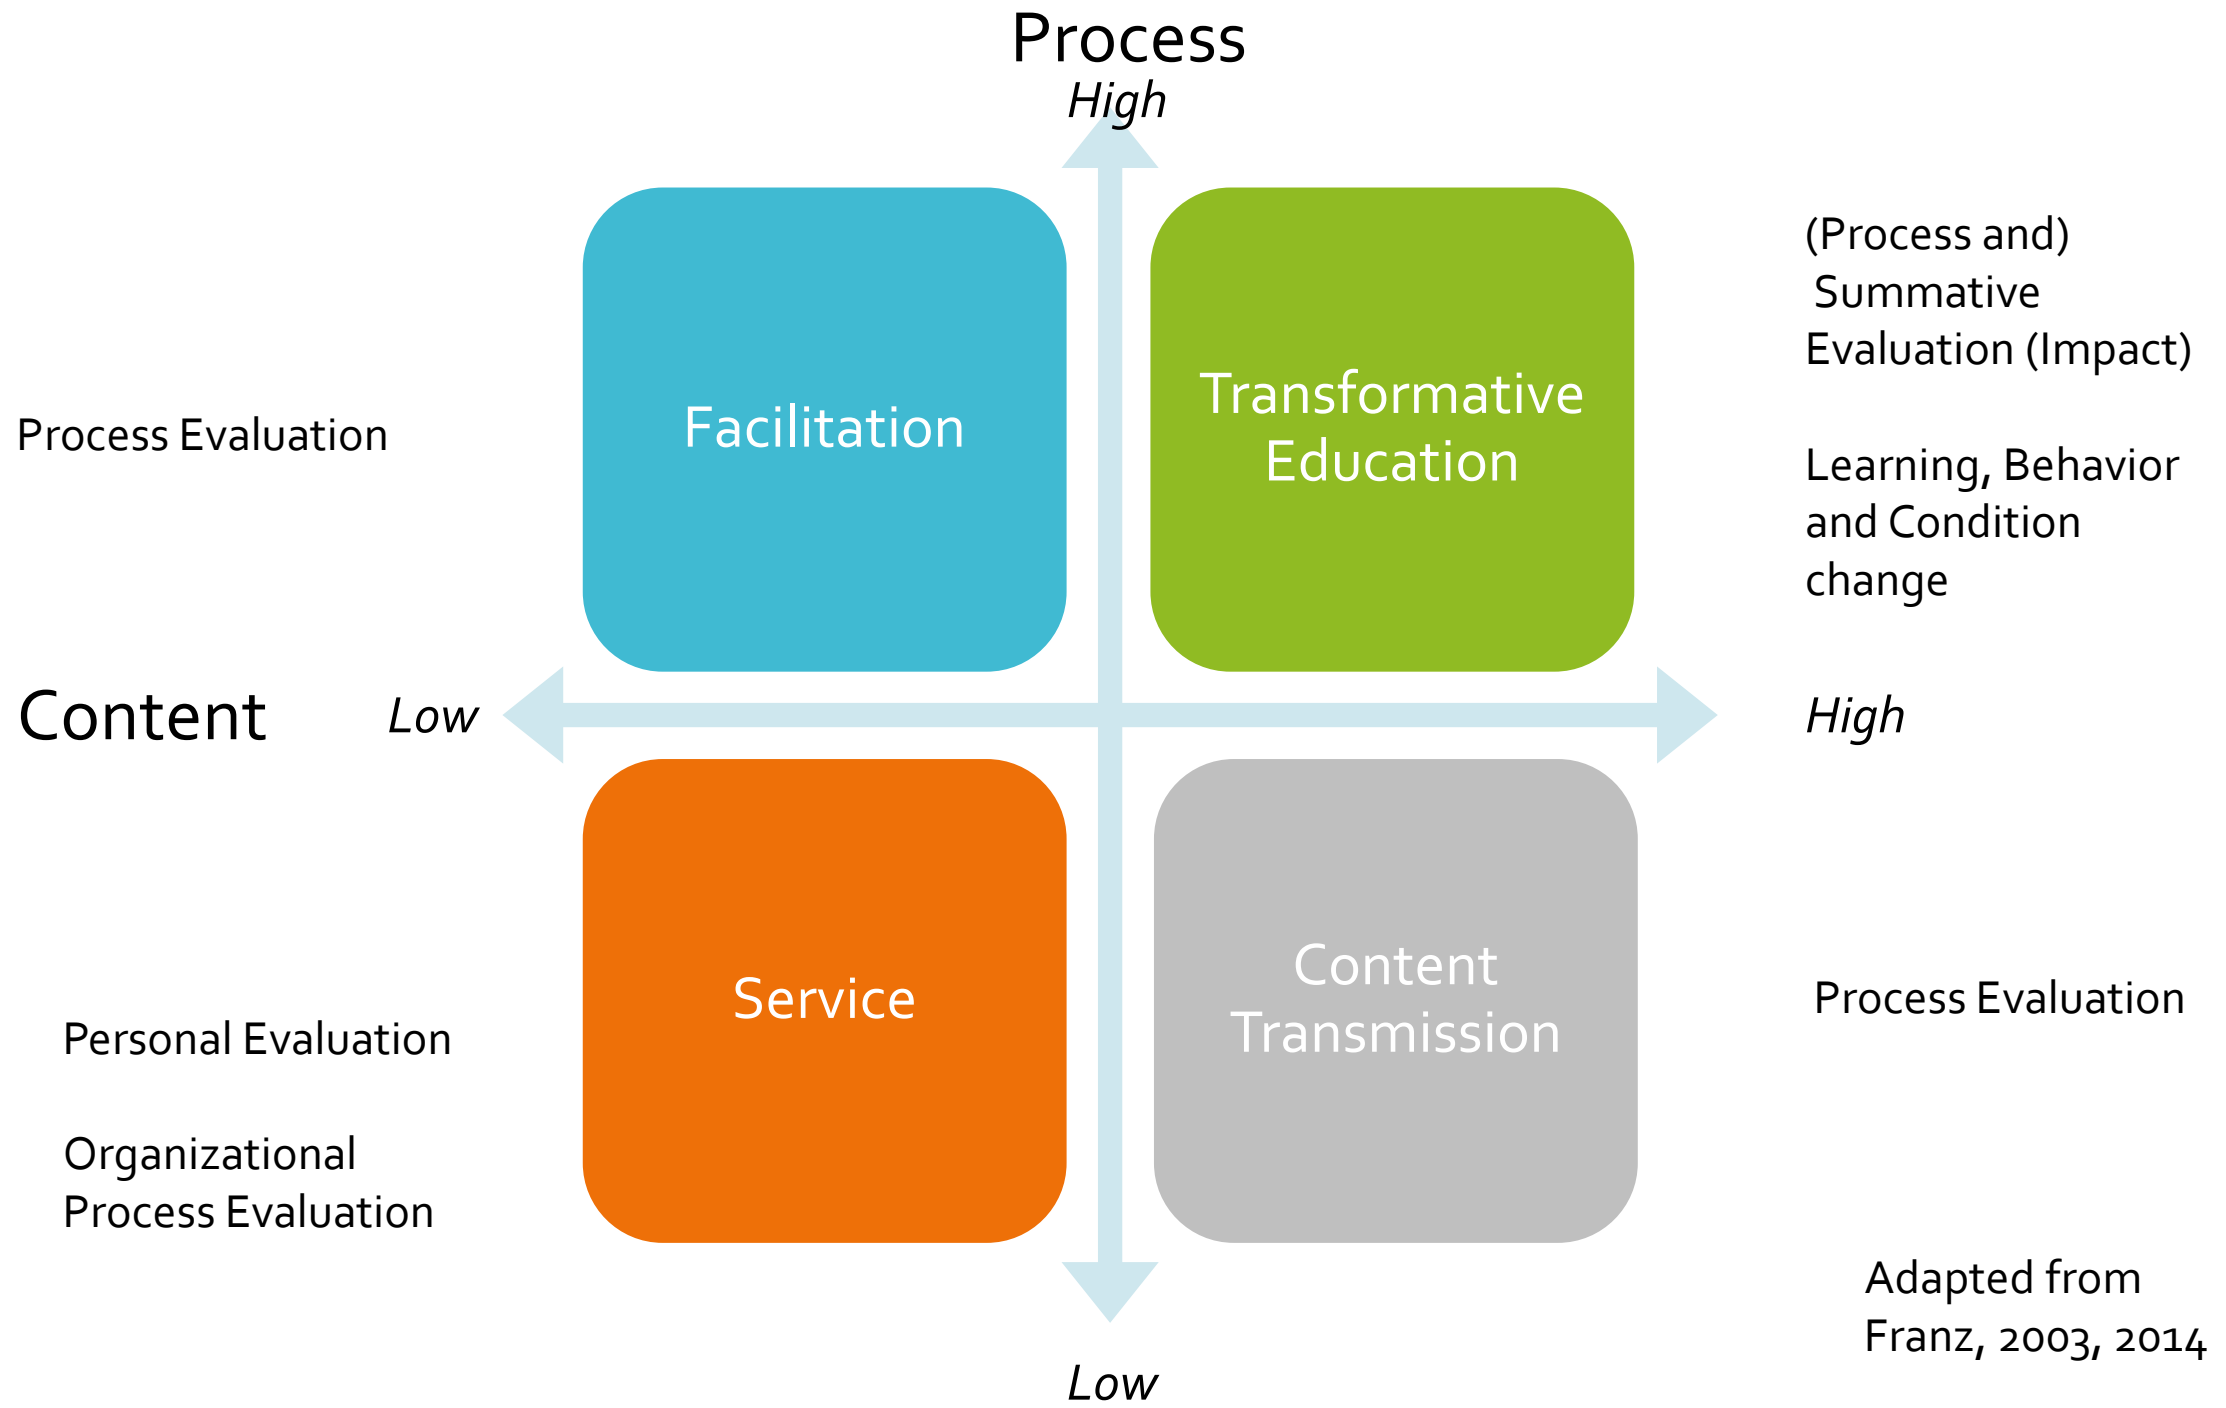 Process
High
Facilitation
Transformative
Education
Process Evaluation
(Process and)
Summative
Evaluation (Impact)
Learning, Behavior
and Condition
change
Content
Low
High
Service
Content
Transmission
Personal Evaluation
Organizational
Process Evaluation
Process Evaluation
Low
Adapted from
Franz, 2003, 2014